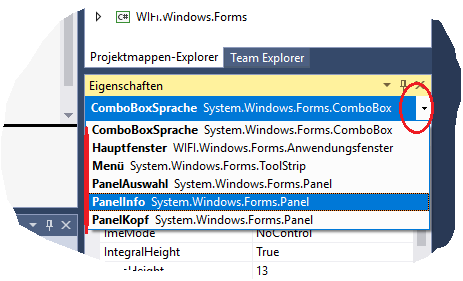 C# WIFI.Windows.Forms
Projektmappen-Explorer Team Explorer
Eigenschaften
ComboBoxSprache System.Windows.Forms.ComboBox
ComboBoxSprache System.Windows.Forms.ComboBox
Hauptfenster WIFI.Windows.Forms.Anwendungsfenster
Menü System.Windows.Forms.ToolStrip
PanelAuswahl System.Windows.Forms.Panel
PanelInfo System.Windows.Forms.Panel
PanelKopf System.Windows.Forms.Panel
ImeMode NoControl
IntegralHeight True
13